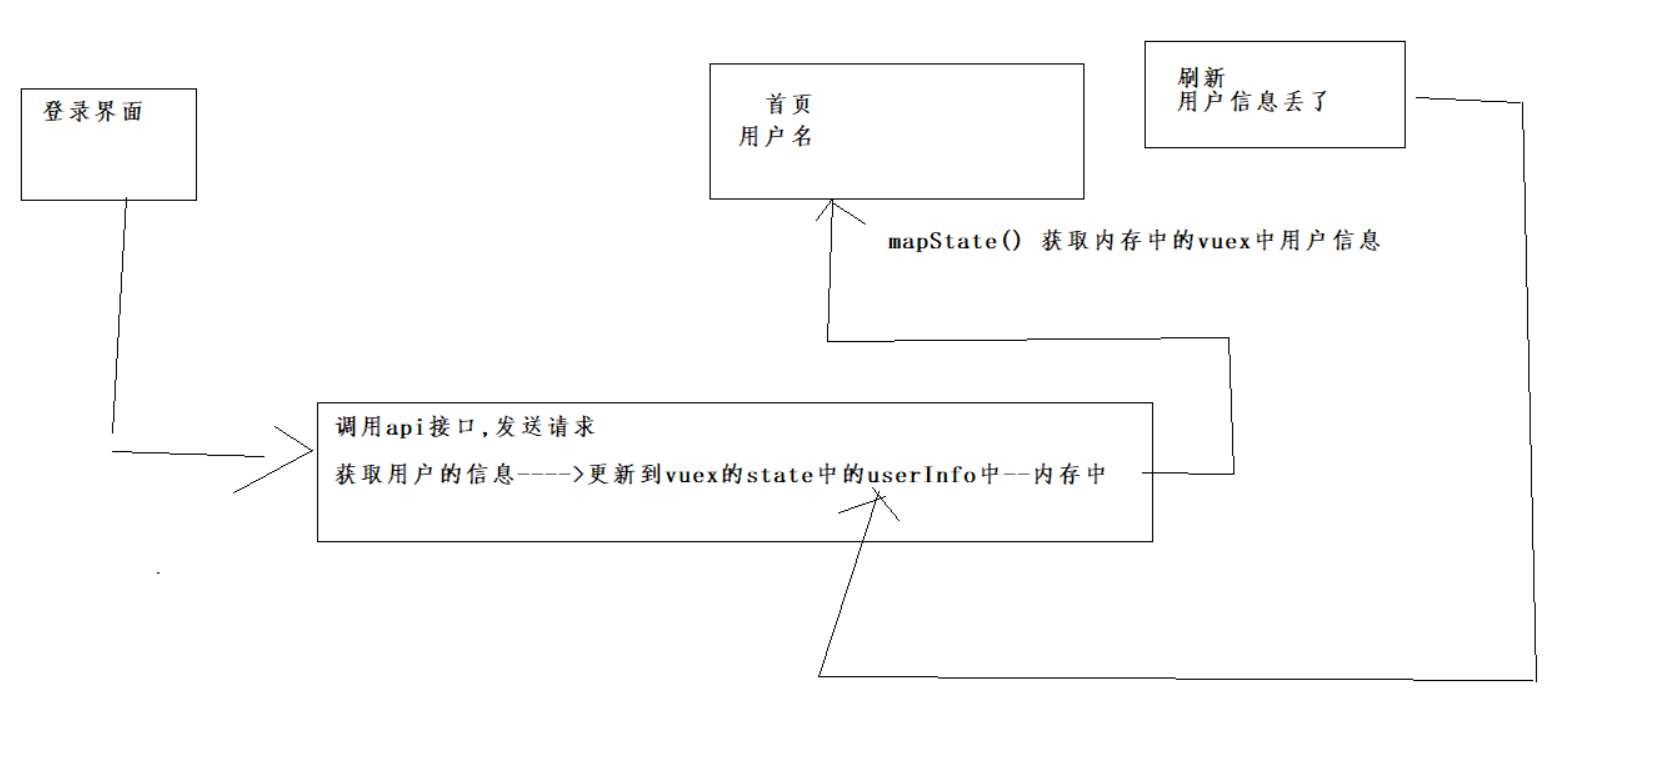 登录界面
首页
用户名
刷新
用户信息丢了
mapState() 获取内存中的vuex中用户信息
调用api接口,发送请求
获取用户的信息---->更新到vuex的state中的userInfo中--内存中